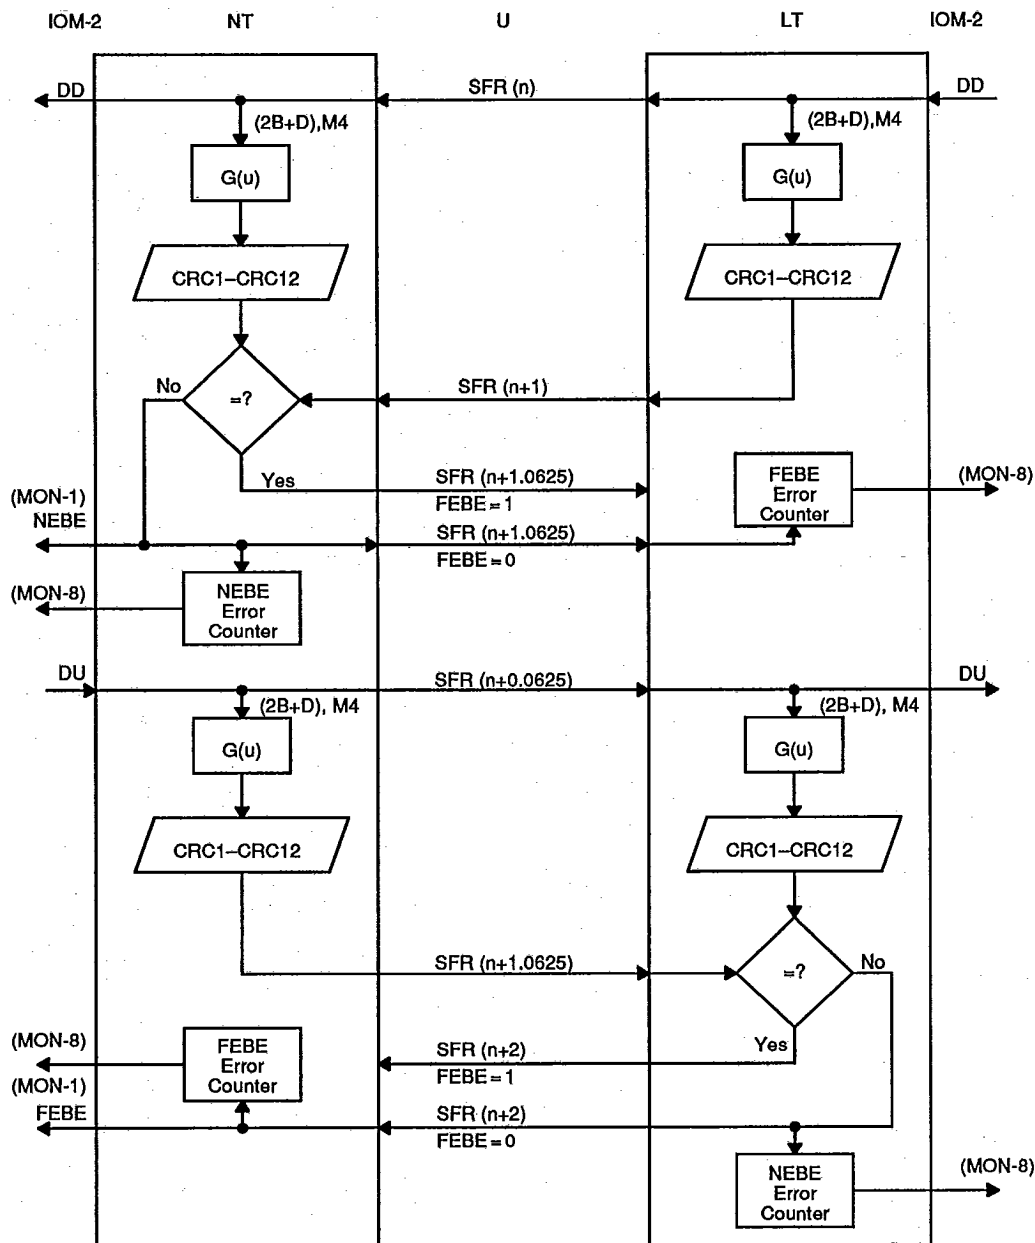 IOM-2 NT U LT IOM-2
DD SFR (n) DD
(2B+D),M4 (2B+D),M4
G(u) G(u)
CRC1–CRC12 CRC1–CRC12
No =? SFR (n+1)
Yes SFR (n+1.0625)
FEBE=1
FEBE
Error
Counter
(MON-8)
(MON-1)
NEBE
SFR (n+1.0625)
FEBE=0
(MON-8)
NEBE
Error
Counter
DU SFR (n+0.0625) DU
(2B+D), M4 (2B+D), M4
G(u) G(u)
CRC1–CRC12 CRC1–CRC12
SFR (n+1.0625) =? No
Yes
(MON-8)
FEBE
Error
Counter
SFR (n+2)
FEBE=1
(MON-1)
FEBE
SFR (n+2)
FEBE=0
NEBE
Error
Counter
(MON-8)